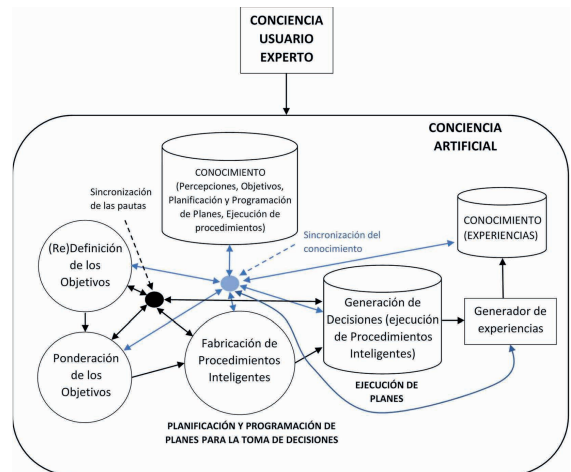 CONCIENCIA
USUARIO
EXPERTO
CONCIENCIA
ARTIFICIAL
CONOCIMIENTO
(Percepciones, Objetivos,
Planificación y Programación
de Planes, Ejecución de
procedimientos)
Sincronización
de las pautas
Sincronización del
conocimiento
CONOCIMIENTO
(EXPERIENCIAS)
(Re)Definición
de los
Objetivos
Generación de
Decisiones (ejecución
de Procedimientos
Inteligentes)
Generador de
experiencias
Ponderación
de los
Objetivos
Fabricación de
Procedimientos
Inteligentes
EJECUCIÓN DE
PLANES
PLANIFICACIÓN Y PROGRAMACIÓN DE
PLANES PARA LA TOMA DE DECISIONES